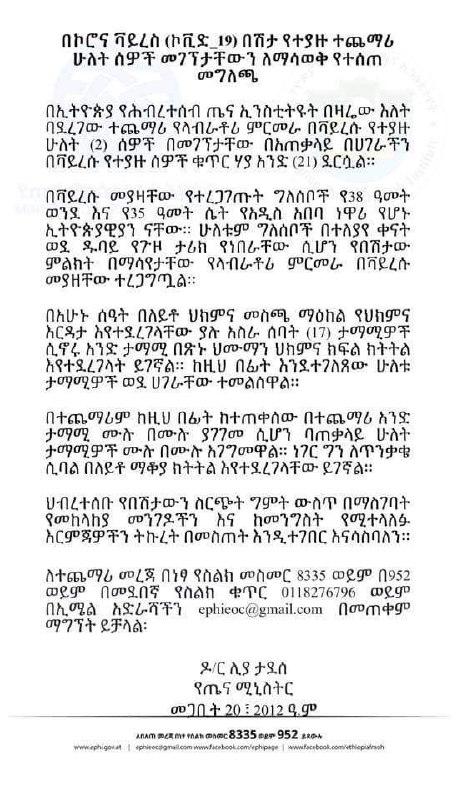 በኮሮና ቫይረስ (ኮቪድ_19) በሽታ የተያዙ ተጨማሪ
ሁለት ሰዎች መገኘታቸውን ለማሳወቅ የተሰጠ
መግለጫ
በኢትዮጵያ የሕብረተሰብ ጤና ኢንስቲትዩት በዛሬው እለት
ባደረገው ተጨማሪ የላብራቶሪ ምርመራ በቫይረሱ የተያዙ
ሁለት (2) ሰዎች በመገኘታቸው በአጠቃላይ በሀገራችን
በቫይረሱ የተያዙ ሰዎች ቁጥር ሃያ አንድ (21) ደርሷል።
በቫይረሱ መያዛቸው የተረጋገጡት ግለሰቦች የ38 ዓመት
ወንደ እና የ35 ዓመት ሴት የአዲስ አበባ ነዋሪ የሆኑ
ኢትዮጵያዊያን ናቸው። ሁለቱም ግለሰቦች በተለያየ ቀናት
ወደ ዱባይ የጉዞ ታሪክ የነበራቸው ሲሆን የበሽታው
ምልክት በማሳየታቸው የላብራቶሪ ምርመራ በቫይረሱ
መያዘቸው ተረጋግጧል።
በአሁኑ ሰዓት በለይቶ ህክምና መስጫ ማዕከል የህክምና
እርዳታ እየተደረገላቸው ያሉ አስራ ሰባት (17) ታማሚዎች
ሲኖሩ አንድ ታማሚ በጽኑ ህሙማን ህክምና ክፍል ክትትል
እየተደረገላት ይገኛል። ከዚህ በፊት እንደተገለጸው ሁለቱ
ታማሚዎች ወደ ሀገራቸው ተመልሰዋል።
በተጨማሪም ከዚህ በፊት ከተጠቀሰው በተጨማሪ አንድ
ታማሚ ሙሉ በሙሉ ያገገመ ሲሆን ባጠቃላይ ሁለት
ታማሚዎች ሙሉ በሙሉ አገግመዋል። ነገር ግን ለጥንቃቄ
ሲባል በለይቶ ማቆያ ክትትል እየተደረገላቸው ይገኛል።
ህብረተሰቡ የበሽታውን ስርጭት ግምት ውስጥ በማስገባት
የመከላከያ መንገዶችን እና ከመንግስት የሚተላለፉ
እርምጃዎችን ትኩረት በመስጠት እንዲተገበር እናሳስባለን።
ለተጨማሪ መረጃ በነፃ የስልክ መስመር 8335 ወይም በ952
ወይም በመደበኛ የስልክ ቁጥር 0118276796 ወይም
በኢሜል አድራሻችን ephieoc@gmail.com በመጠቀም
ማግኘት ይቻላል፡
ዶ/ር ሊያ ታደሰ
የጤና ሚኒስትር
መጋቢት 20 ፣ 2012 ዓ.ም
ለበለጠ መረጃ በነፃ የስልክ መስመር 8335 ወይም 952 ይደውሉ
www.ephi.gov.et | ephieoc@gmail.com www.facebook.com/ephipage | www.facebook.com/ethiopiafmoh